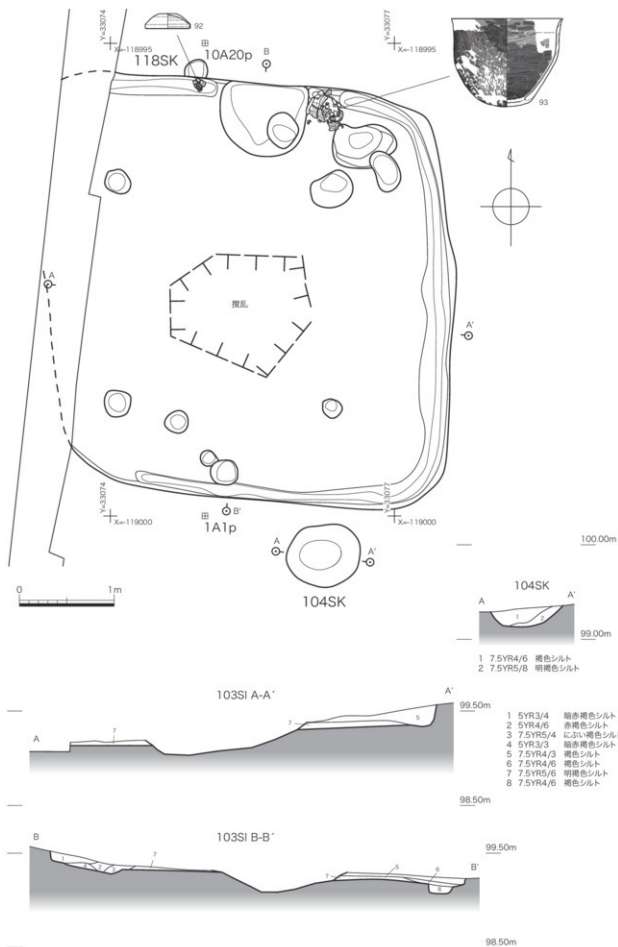 92
Y=33074
X=-118995
118SK
10A20p
B
Y=33077
X=-118995
93
A
攪乱
A'
Y=33074
X=-119000
1A1p
B'
Y=33077
X=-119000
A
A'
104SK
0
1m
100.00m
104SK
A
A'
1
2
99.00m
1 7.5YR4/6 褐色シルト
2 7.5YR5/8 明褐色シルト
103SI A-A´
A'
99.50m
A
7
7
5
1 5YR3/4 暗赤褐色シルト
2 5YR4/6 赤褐色シルト
3 7.5YR5/4 にぶい褐色シル
4 5YR3/3 暗赤褐色シルト
5 7.5YR4/3 褐色シルト
6 7.5YR4/6 褐色シルト
7 7.5YR5/6 明褐色シルト
8 7.5YR4/6 褐色シルト
98.50m
103SI B-B´
B
99.50m
1
2
3
7
7
5
6
8
B'
98.50m